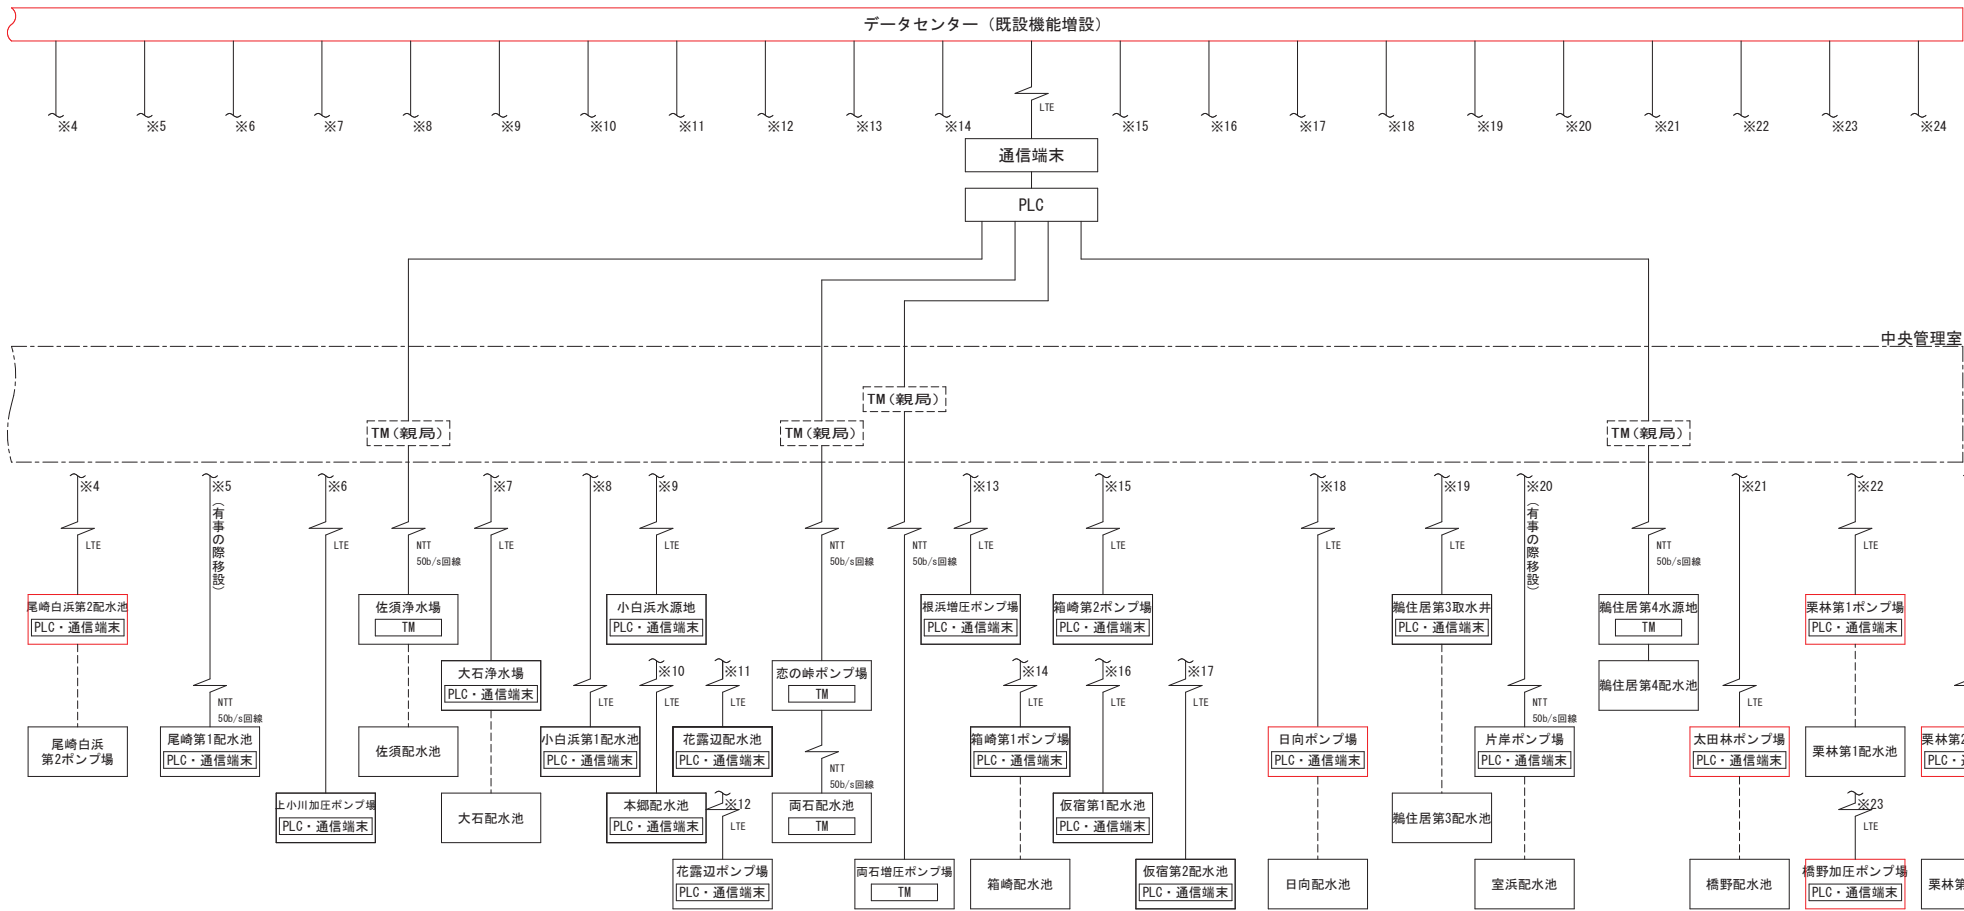 データセンター（既設機能増設）
※4
※5
※6
※7
※8
※9
※10
※11
※12
※13
※14
LTE
※15
※16
※17
※18
※19
※20
※21
※22
※23
※24
通信端末
PLC
中央管理室
TM(親局)
TM(親局)
TM(親局)
TM(親局)
※4
LTE
尾崎白浜第2配水池
PLC・通信端末
尾崎白浜
第2ポンプ場
※5
（有事の際移設）
NTT
50b/s回線
尾崎第1配水池
PLC・通信端末
※6
LTE
上小川加圧ポンプ場
PLC・通信端末
NTT
50b/s回線
佐須浄水場
TM
佐須配水池
※7
LTE
大石浄水場
PLC・通信端末
大石配水池
※8
LTE
小白浜第1配水池
PLC・通信端末
※9
LTE
小白浜水源地
PLC・通信端末
※10
LTE
本郷配水池
PLC・通信端末
※11
LTE
花露辺配水池
PLC・通信端末
※12
LTE
花露辺ポンプ場
PLC・通信端末
NTT
50b/s回線
恋の峠ポンプ場
TM
NTT
50b/s回線
両石配水池
TM
NTT
50b/s回線
両石増圧ポンプ場
TM
※13
LTE
根浜増圧ポンプ場
PLC・通信端末
※14
LTE
箱崎第1ポンプ場
PLC・通信端末
箱崎配水池
※15
LTE
箱崎第2ポンプ場
PLC・通信端末
※16
LTE
仮宿第1配水池
PLC・通信端末
※17
LTE
仮宿第2配水池
PLC・通信端末
※18
LTE
日向ポンプ場
PLC・通信端末
日向配水池
※19
LTE
鵜住居第3取水井
PLC・通信端末
鵜住居第3配水池
※20
（有事の際移設）
NTT
50b/s回線
片岸ポンプ場
PLC・通信端末
室浜配水池
NTT
50b/s回線
鵜住居第4水源地
TM
鵜住居第4配水池
※21
LTE
太田林ポンプ場
PLC・通信端末
橋野配水池
※22
LTE
栗林第1ポンプ場
PLC・通信端末
栗林第1配水池
※23
LTE
橋野加圧ポンプ場
PLC・通信端末
栗林第2
PLC・通
栗林第